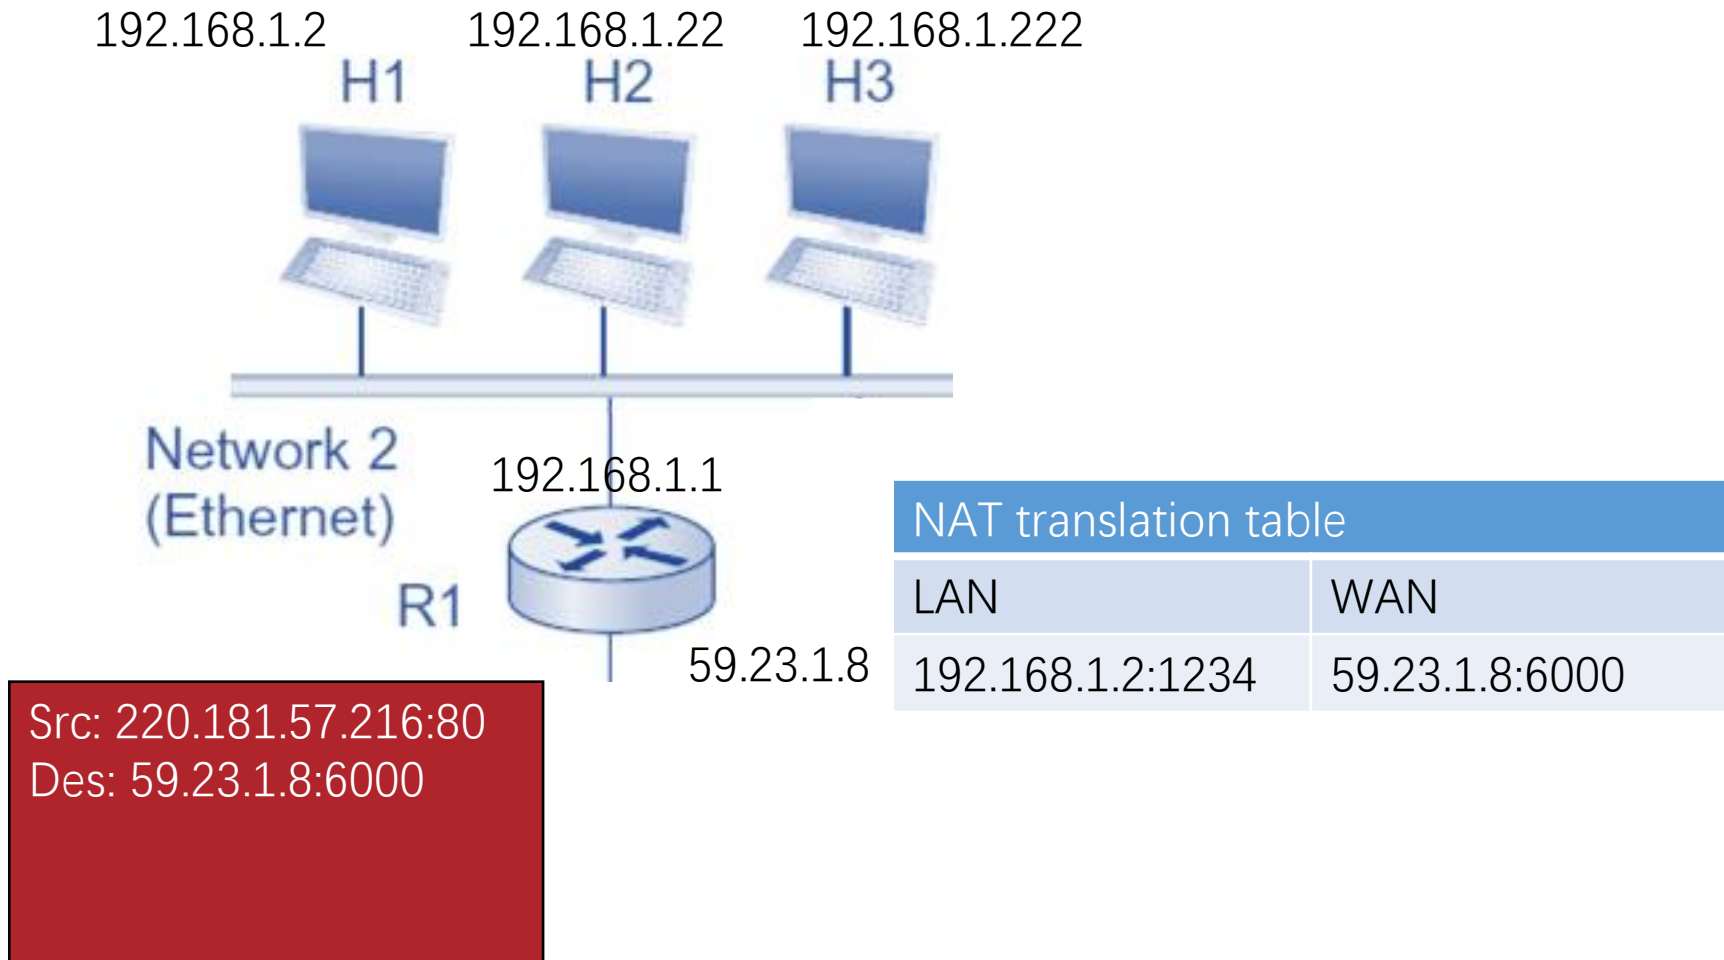 192.168.1.2 192.168.1.22 192.168.1.222
H1 H2 H3
Network 2
(Ethernet)
192.168.1.1
R1
59.23.1.8
NAT translation table
LAN WAN
192.168.1.2:1234 59.23.1.8:6000
Src: 220.181.57.216:80
Des: 59.23.1.8:6000